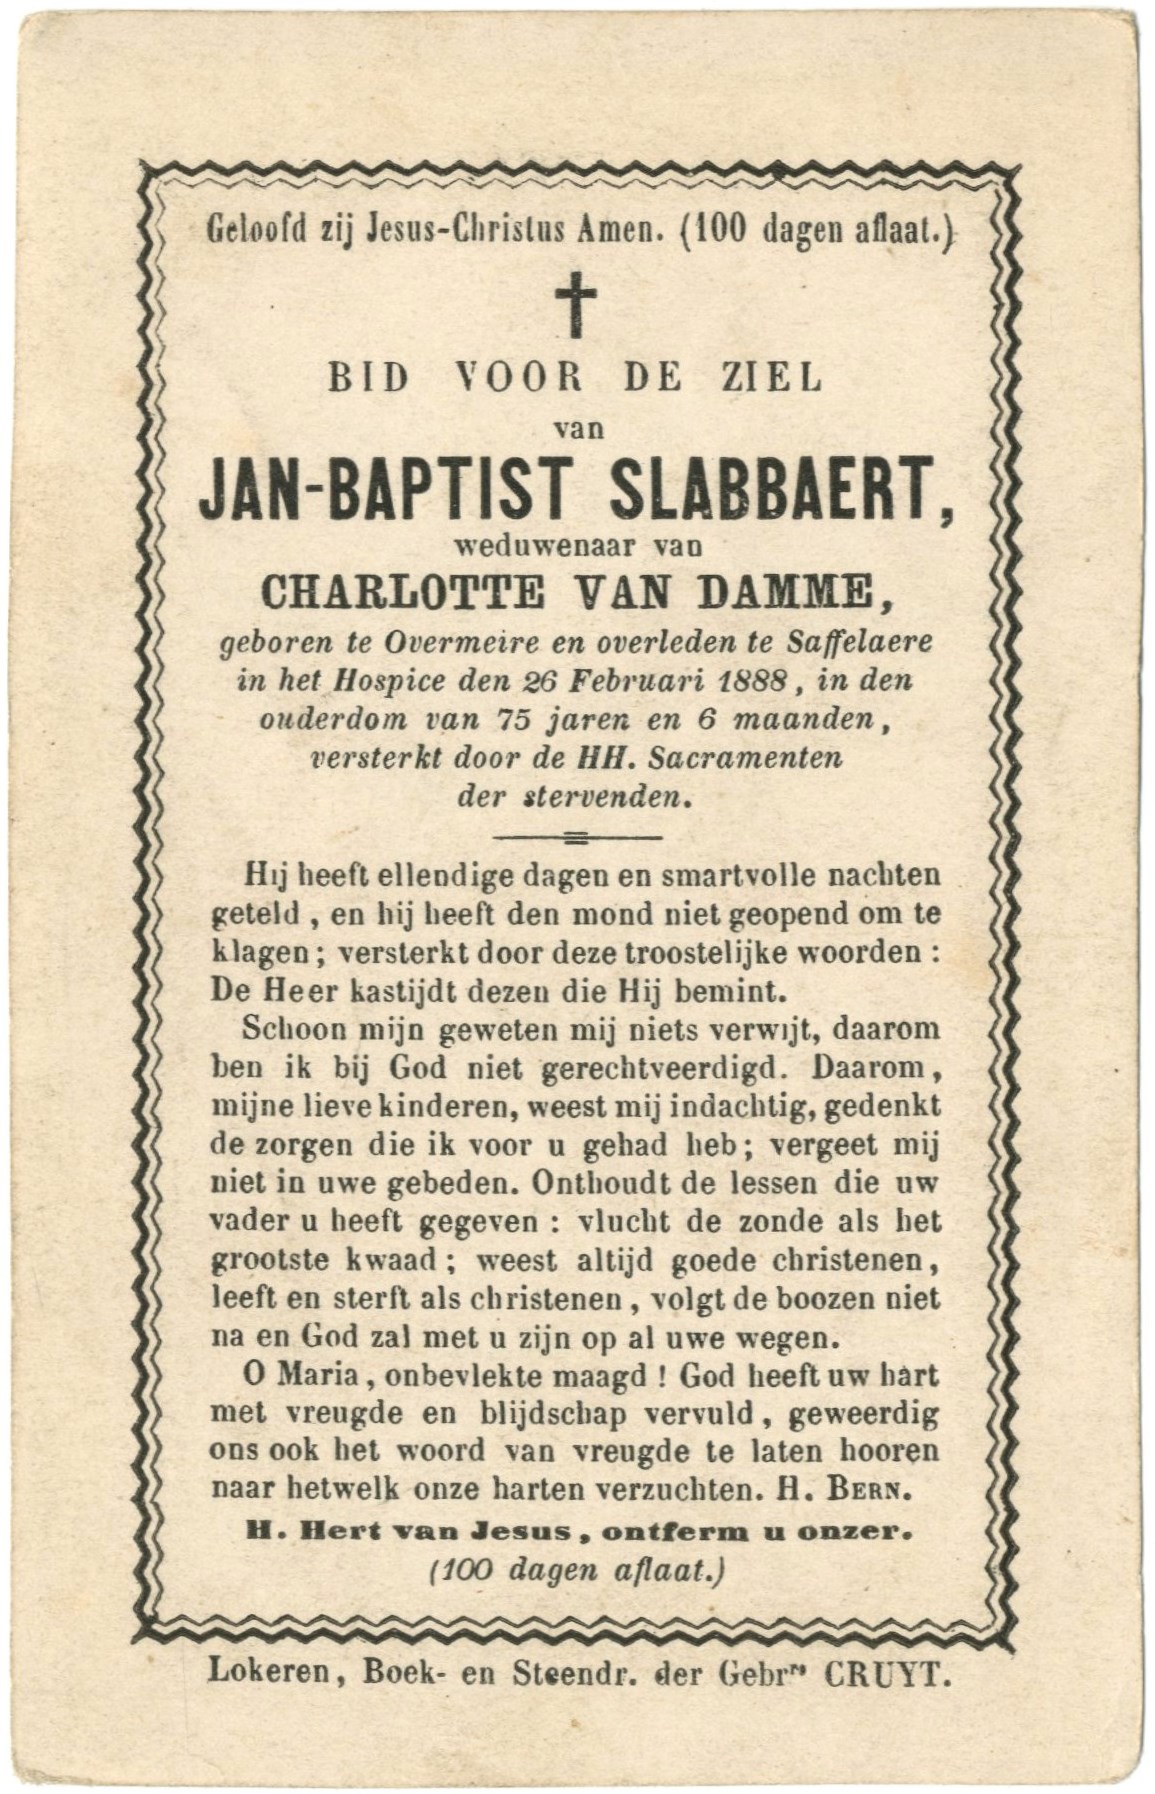 Geloofd zij Jesus-Christus Amen. (100 dagen aflaat.)
BID VOOR DE ZIEL
van
JAN-BAPTIST SLABBAERT,
weduwenaar van
CHARLOTTE VAN DAMME,
geboren te Overmeire en overleden te Saffelaere
in het Hospice den 26 Februari 1888, in den
ouderdom van 75 jaren en 6 maanden,
versterkt door de HH. Sacramenten
der stervenden.
Hij heeft ellendige dagen en smartvolle nachten
geteld, en hij heeft den mond niet geopend om te
klagen; versterkt door deze troostelijke woorden :
De Heer kastijdt dezen die Hij bemint.
Schoon mijn geweten mij niets verwijt, daarom
ben ik bij God niet gerechtveerdigd. Daarom,
mijne lieve kinderen, weest mij indachtig, gedenkt
de zorgen die ik voor u gehad heb; vergeet mij
niet in uwe gebeden. Onthoudt de lessen die uw
vader u heeft gegeven : vlucht de zonde als het
grootste kwaad; weest altijd goede christenen,
leeft en sterft als christenen, volgt de boozen niet
na en God zal met u zijn op al uwe wegen.
O Maria, onbevlekte maagd ! God heeft uw hart
met vreugde en blijdschap vervuld, geweerdig
ons ook het woord van vreugde te laten hooren
naar hetwelk onze harten verzuchten. H. BERN.
H. Hert van Jesus, ontferm u onzer.
(100 dagen aflaat.)
Lokeren, Boek- en Steendr. der Gebrs CRUYT.